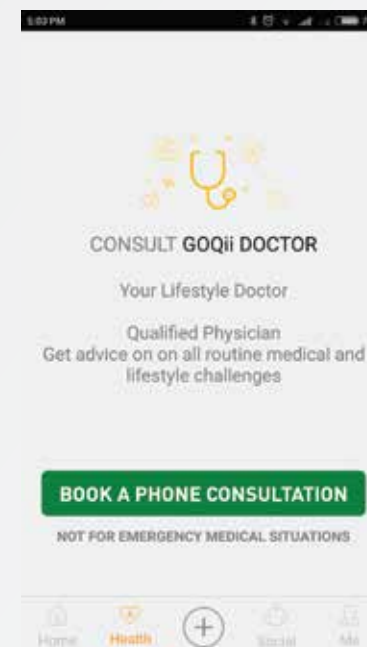 5:03 PM
CONSULT GOQii DOCTOR
Your Lifestyle Doctor
Qualified Physician
Get advice on on all routine medical and
lifestyle challenges
BOOK A PHONE CONSULTATION
NOT FOR EMERGENCY MEDICAL SITUATIONS
Home Health Social Me